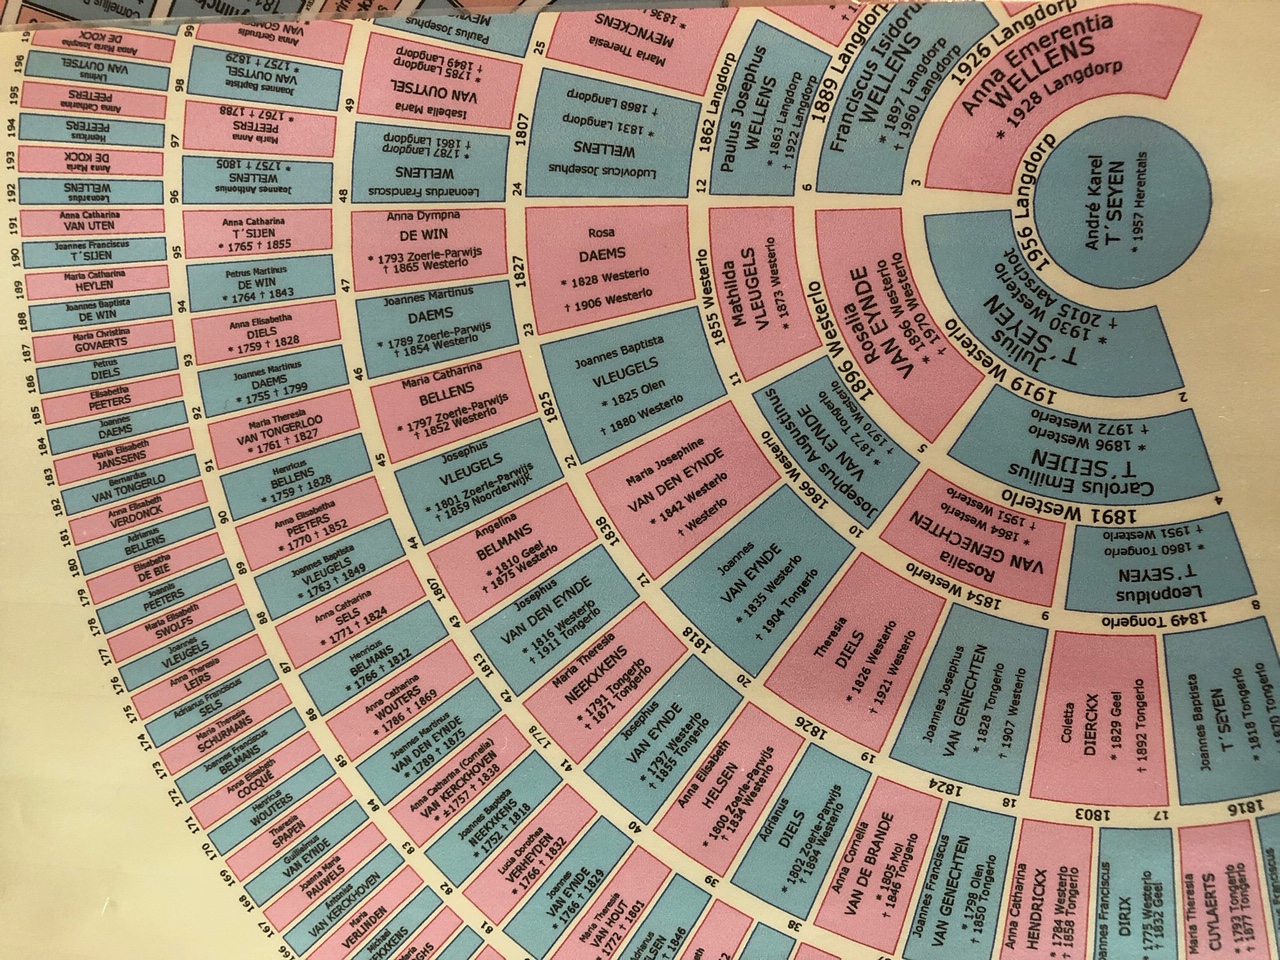 André Karel
T´SEYEN
* 1957 Herentals
1956 Langdorp
Julius
T´SEYEN
* 1930 Westerlo
† 2015 Aarschot
2
Anna Emerentia
WELLENS
* 1928 Langdorp
3
1919 Westerlo
1926 Langdorp
Carolus Emilius
T´SEIJEN
* 1896 Westerlo
† 1972 Westerlo
4
Rosalia
VAN EYNDE
* 1896 Westerlo
† 1970 Westerlo
5
Franciscus Isidorus
WELLENS
* 1897 Langdorp
† 1960 Langdorp
6
1891 Westerlo
1896 Westerlo
1889 Langdorp
Leopoldus
T´SEYEN
* 1860 Tongerlo
† 1951 Westerlo
8
Rosalia
VAN GENECHTEN
* 1864 Westerlo
† 1951 Westerlo
9
Josephus Augustinus
VAN EYNDE
* 1872 Tongerlo
† 1970 Westerlo
10
Mathilda
VLEUGELS
* 1873 Westerlo
11
Paulus Josephus
WELLENS
* 1863 Langdorp
† 1922 Langdorp
12
1849 Tongerlo
1854 Westerlo
1866 Westerlo
1855 Westerlo
1862 Langdorp
Joannes Baptista
T´SEYEN
* 1818 Tongerlo
1870 Tongerlo
Coletta
DIERCKX
* 1829 Geel
† 1892 Tongerlo
17
Joannes Josephus
VAN GENECHTEN
* 1828 Tongerlo
† 1907 Westerlo
18
Theresia
DIELS
* 1826 Westerlo
† 1921 Westerlo
19
Joannes
VAN EYNDE
* 1835 Westerlo
† 1904 Tongerlo
20
Maria Josephine
VAN DEN EYNDE
* 1842 Westerlo
† Westerlo
21
Joannes Baptista
VLEUGELS
* 1825 Olen
† 1880 Westerlo
22
Rosa
DAEMS
* 1828 Westerlo
† 1906 Westerlo
23
Ludovicus Josephus
WELLENS
* 1831 Langdorp
† 1868 Langdorp
24
Maria Theresia
MEYNCKENS
* 1836
25
1816
1803
1824
1826
1818
1838
1825
1827
1807
Maria Theresia
CUYLAERTS
* 1793 Tongerlo
† 1877 Tongerlo
Joannes Franciscus
DIRIX
* 1775 Westerlo
† 1832 Geel
Anna Catharina
HENDRICKX
* 1784 Westerlo
† 1858 Tongerlo
Joannes Franciscus
VAN GENECHTEN
* 1798 Olen
† 1850 Tongerlo
Anna Cornelia
VAN DE BRANDE
* 1805 Mol
† 1846 Tongerlo
Adrianus
DIELS
* 1802 Zoerle-Parwijs
† 1894 Westerlo
38
Anna Elisabeth
HELSEN
* 1800 Zoerle-Parwijs
† 1834 Westerlo
39
Josephus
VAN EYNDE
* 1797 Westerlo
† 1855 Tongerlo
40
Maria Theresia
NEEKXKENS
* 1791 Tongerlo
† 1871 Tongerlo
41
Josephus
VAN DEN EYNDE
* 1816 Westerlo
† 1911 Tongerlo
42
Angelina
BELMANS
* 1810 Geel
† 1875 Westerlo
43
Josephus
VLEUGELS
* 1801 Zoerle-Parwijs
† 1859 Noorderwijk
44
Maria Catharina
BELLENS
* 1797 Zoerle-Parwijs
† 1852 Westerlo
45
Joannes Martinus
DAEMS
* 1789 Zoerle-Parwijs
† 1854 Westerlo
46
Anna Dympna
DE WIN
* 1793 Zoerle-Parwijs
† 1865 Westerlo
47
Leonardus Franciscus
WELLENS
* 1787 Langdorp
† 1861 Langdorp
48
Isabella Maria
VAN OUTSEL
* 1785 Langdorp
† 1849 Langdorp
49
Paulus Josephus
1778
1813
1807
Maria Theresia
VAN HOUT
* 1772 † 1801
Joannes
VAN EYNDE
* 1766 † 1829
81
Lucia Dorothea
VERHEYDEN
* 1766 † 1832
82
Joannes Baptista
NEEKXKENS
* 1752 † 1818
83
Anna Catharina (Cornelia)
VAN KERCKHOVEN
* ±1757 † 1838
84
Joannes Martinus
VAN DEN EYNDE
* 1789 † 1875
85
Anna Catharina
WOUTERS
* 1786 † 1869
86
Henricus
BELMANS
* 1766 † 1812
87
Anna Catharina
SELS
* 1771 † 1824
88
Joannes Baptista
VLEUGELS
* 1763 † 1849
89
Anna Elisabetha
PEETERS
* 1770 † 1852
90
Henricus
BELLENS
* 1759 † 1828
91
Maria Theresia
VAN TONGERLOO
* 1761 † 1827
92
Joannes Martinus
DAEMS
* 1755 † 1799
93
Anna Elisabetha
DIELS
* 1759 † 1828
94
Petrus Martinus
DE WIN
* 1764 † 1843
95
Anna Catharina
T´SIJEN
* 1765 † 1855
96
Joannes Anthonius
WELLENS
* 1757 † 1805
97
Maria Anna
PEETERS
* 1767 † 1788
98
Joannes Baptiste
VAN OUYTSEL
* 1757 † 1829
99
Anna Gertrudis
166
Maria
VERLINDEN
167
Antonius
VAN KERCKHOVEN
168
Joanna Maria
PAUWELS
169
Guilielmus
VAN EYNDE
170
Theresia
SPAPEN
171
Henricus
WOUTERS
172
Anna Elisabeth
COCQUÉ
173
Joannes Franciscus
BELMANS
174
Maria Theresia
SCHURMANS
175
Adrianus Franciscus
SELS
176
Anna Theresia
LEIRS
177
Joannes
VLEUGELS
178
Maria Elisabeth
SWOLFS
179
Joannis
PEETERS
180
Elisabetha
DE BIE
181
Adrianus
BELLENS
182
Anna Elisabeth
VERDONCK
183
Bernardus
VAN TONGERLO
184
Maria Elisabeth
JANSSENS
185
Joannes
DAEMS
186
Elisabetha
PEETERS
187
Petrus
DIELS
188
Maria Christina
GOVAERTS
189
Joannes Baptista
DE WIN
190
Maria Catharina
HEYLEN
191
Joannes Franciscus
T´SIJEN
192
Anna Catharina
VAN UTEN
193
Leonardus
WELLENS
194
Anna Maria
DE KOCK
195
Henricus
PEETERS
196
Anna Catharina
PEETERS
Livinus
VAN OUYTSEL
Anna Maria Josepha
DE KOCK